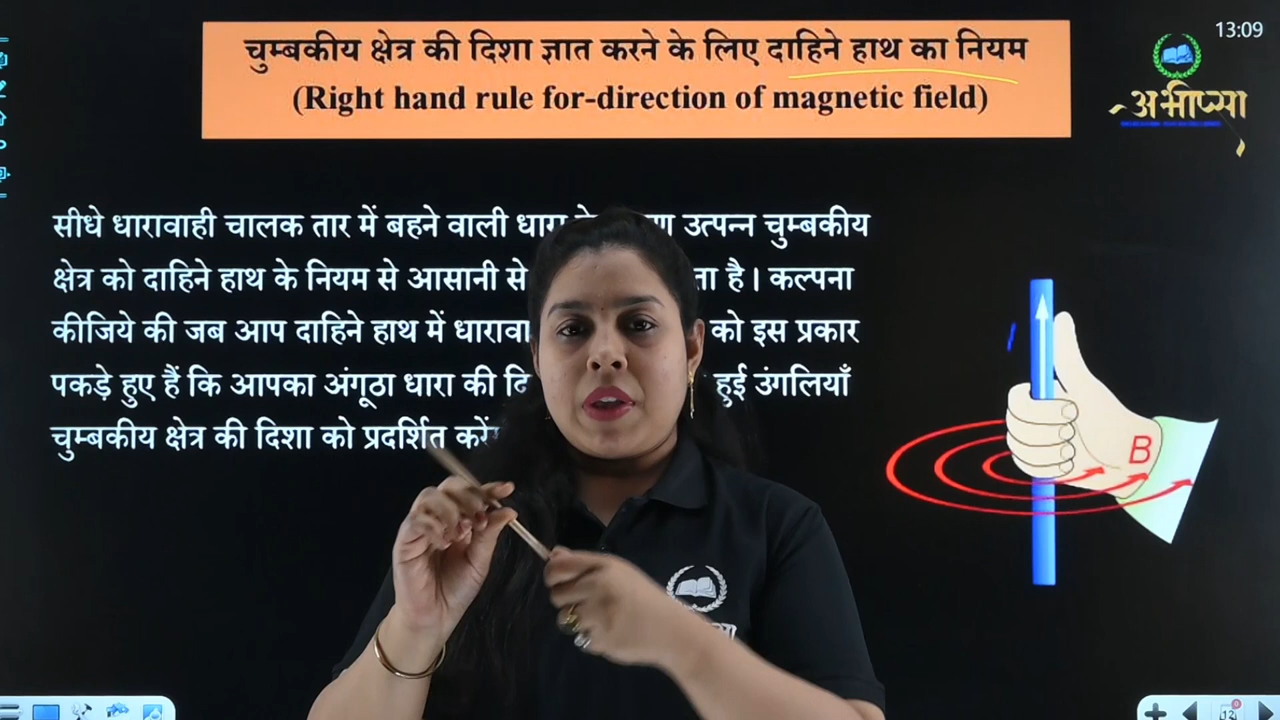 चुम्बकीय क्षेत्र की दिशा ज्ञात करने के लिए दाहिने हाथ का नियम
(Right hand rule for-direction of magnetic field)
13:09
अभीप्सा
सीधे धारावाही चालक तार में बहने वाली धारा उत्पन्न चुम्बकीय
क्षेत्र को दाहिने हाथ के नियम से आसानी से है। कल्पना
कीजिये की जब आप दाहिने हाथ में को इस प्रकार
पकड़े हुए हैं कि आपका अंगूठा धारा की हुई उंगलियाँ
चुम्बकीय क्षेत्र की दिशा को प्रदर्शित
B